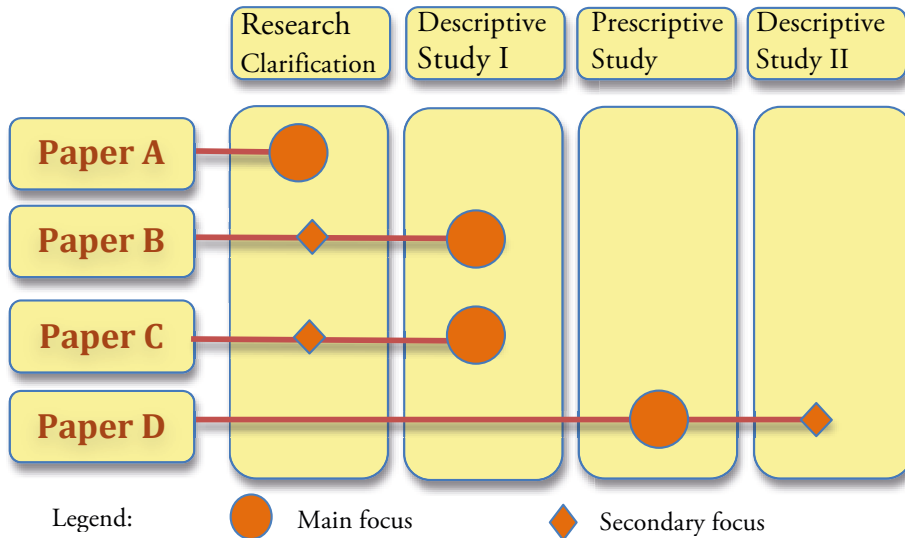 Research
Clarification
Descriptive
Study I
Prescriptive
Study
Descriptive
Study II
Paper A
Paper B
Paper C
Paper D
Legend:
Main focus
Secondary focus